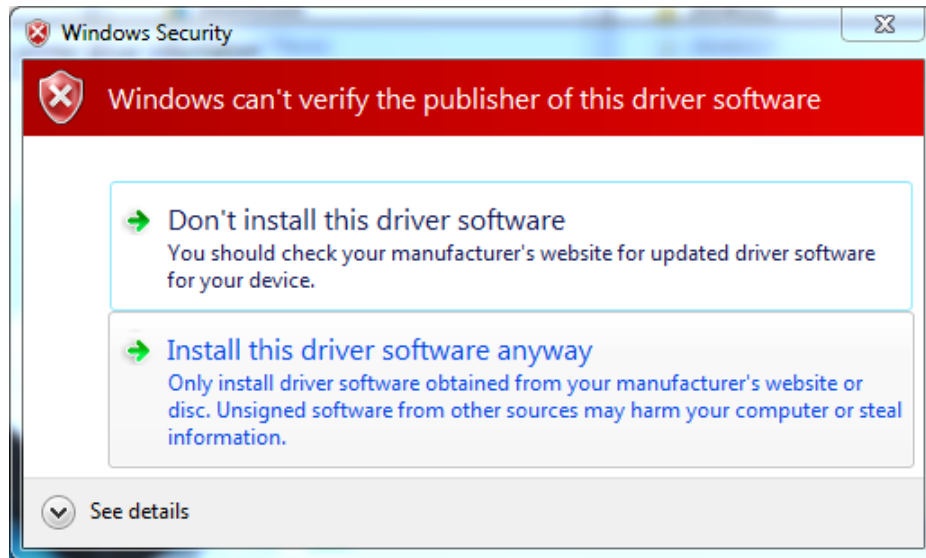 Windows Security
Windows can't verify the publisher of this driver software
Don't install this driver software
You should check your manufacturer's website for updated driver software
for your device.
Install this driver software anyway
Only install driver software obtained from your manufacturer's website or
disc. Unsigned software from other sources may harm your computer or steal
information.
See details